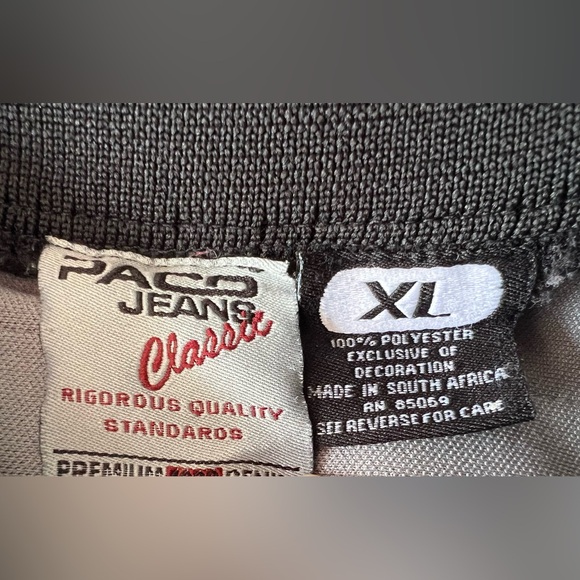 PACO
JEANS
Classic
RIGOROUS QUALITY
STANDARDS
PREMIUM
XL
100% POLYESTER
EXCLUSIVE OF
DECORATION
MADE IN SOUTH AFRICA
RN 85069
SEE REVERSE FOR CARE